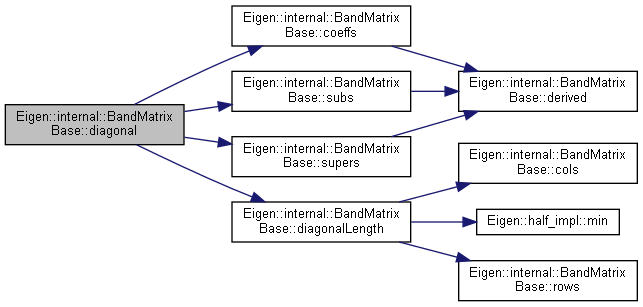 Eigen::internal::BandMatrix
Base::diagonal
Eigen::internal::BandMatrix
Base::coeffs
Eigen::internal::BandMatrix
Base::subs
Eigen::internal::BandMatrix
Base::supers
Eigen::internal::BandMatrix
Base::diagonalLength
Eigen::internal::BandMatrix
Base::derived
Eigen::internal::BandMatrix
Base::cols
Eigen::half_impl::min
Eigen::internal::BandMatrix
Base::rows